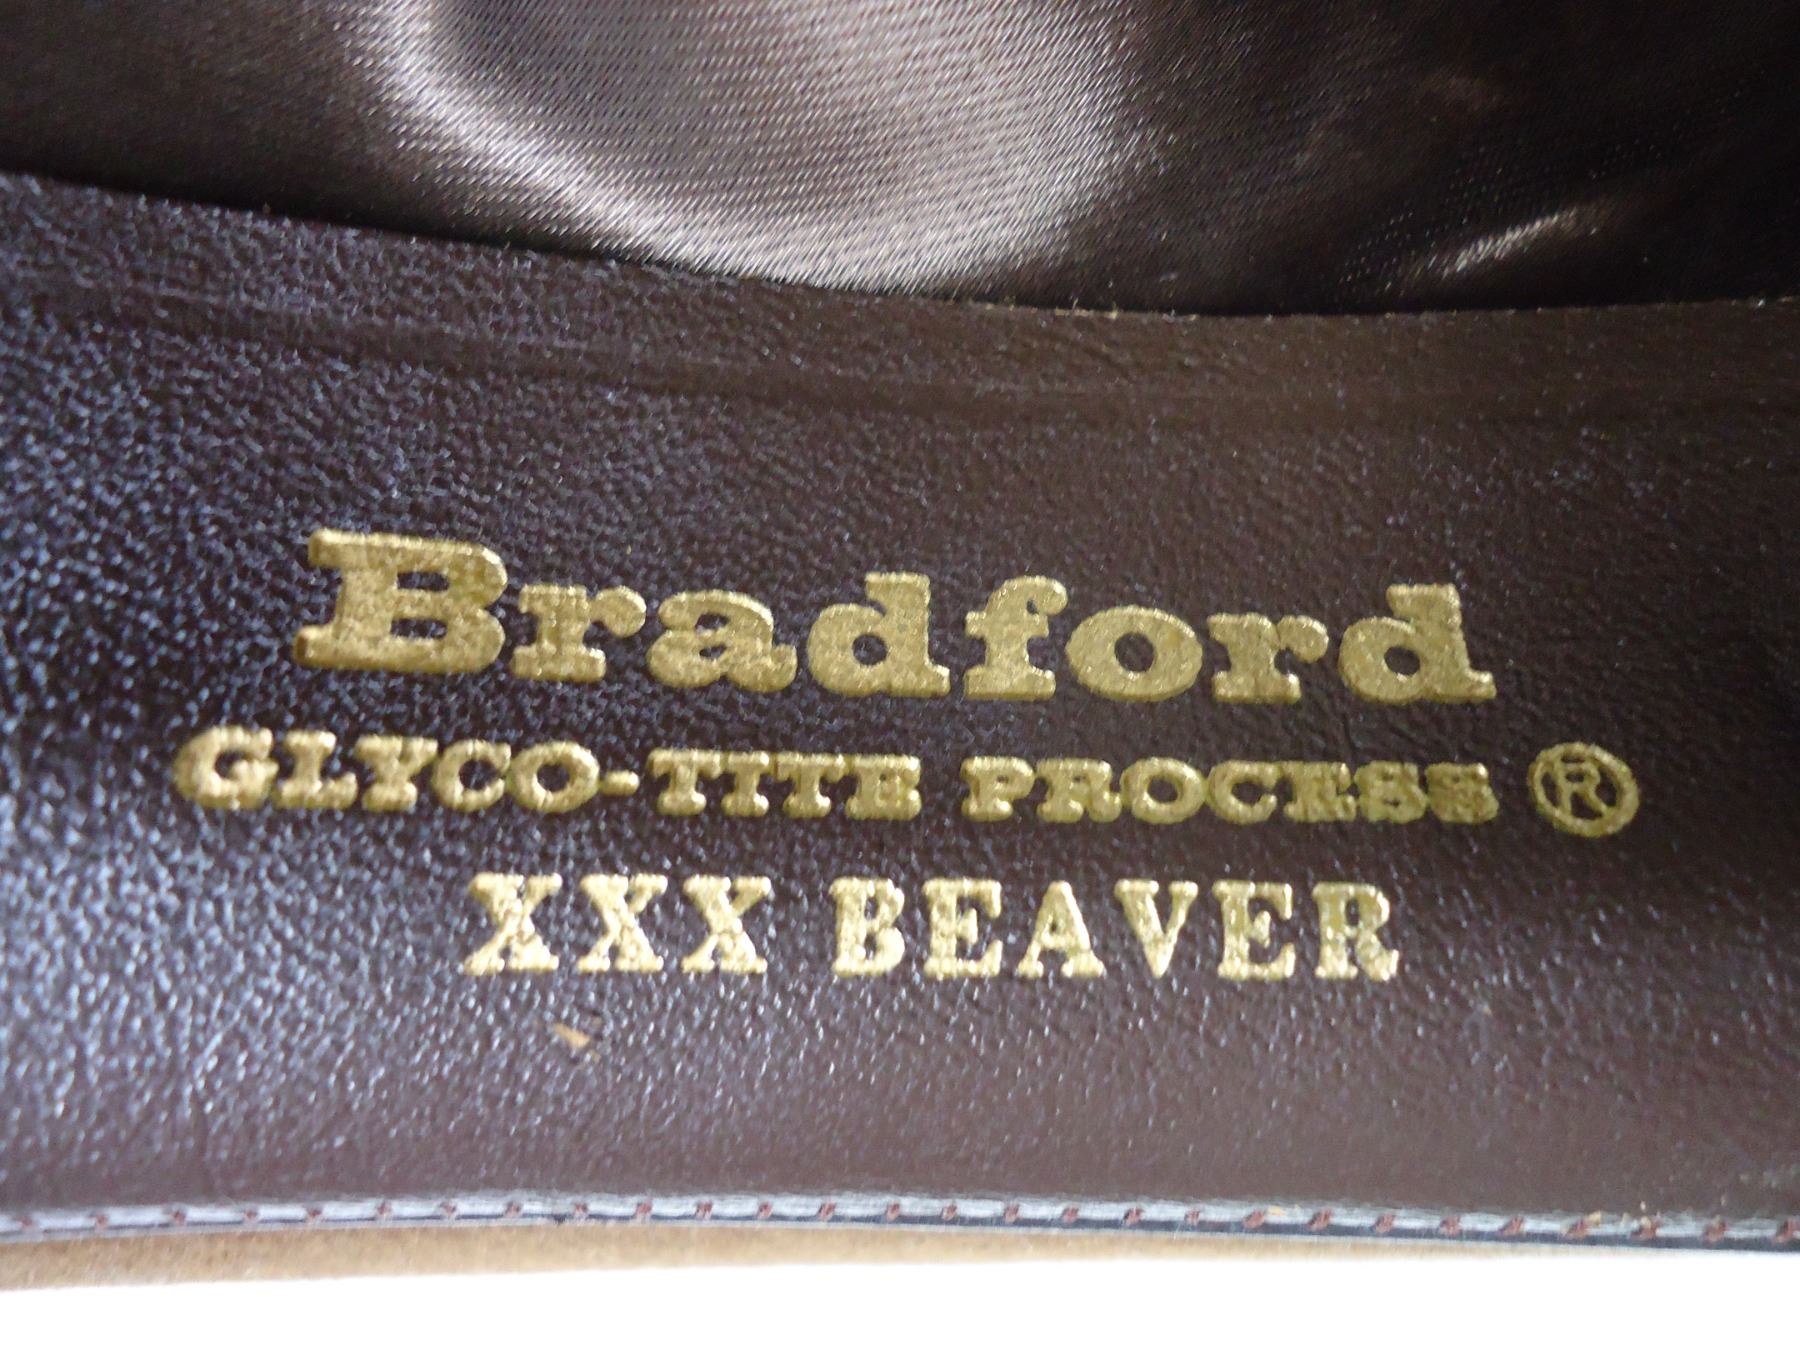 Bradford
GLYCO-TITE PROCESS ®
XXX BEAVER